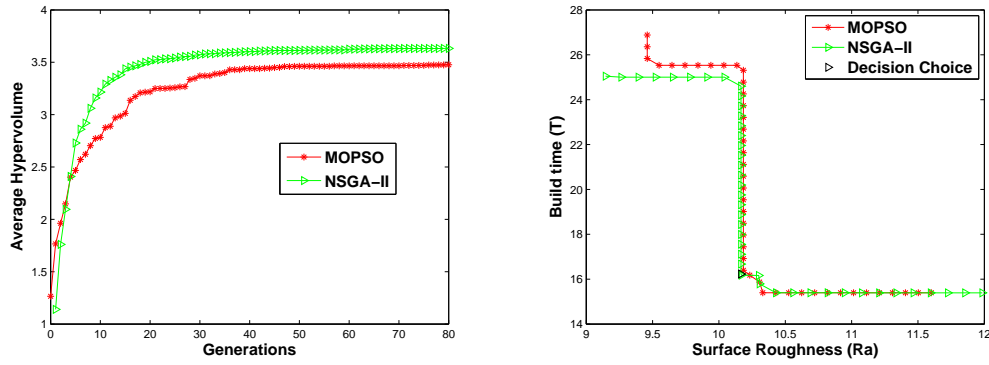 4
3.5
3
2.5
2
1.5
1
0 10 20 30 40 50 60 70 80
Average Hypervolume
Generations
MOPSO
NSGA-II
28
26
24
22
20
18
16
14
9 9.5 10 10.5 11 11.5 12
Build time (T)
Surface Roughness (Ra)
MOPSO
NSGA-II
Decision Choice